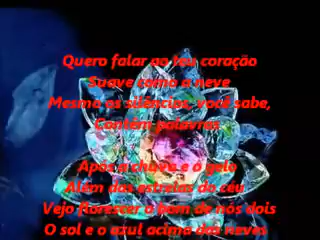 Quero falar ao teu coração
Suave como a neve
Mesmo os silêncios, você sabe,
Contêm palavras
Após a chuva e o gelo
Além das estrelas do céu
Vejo florescer o bom de nós dois
O sol e o azul acima das neves